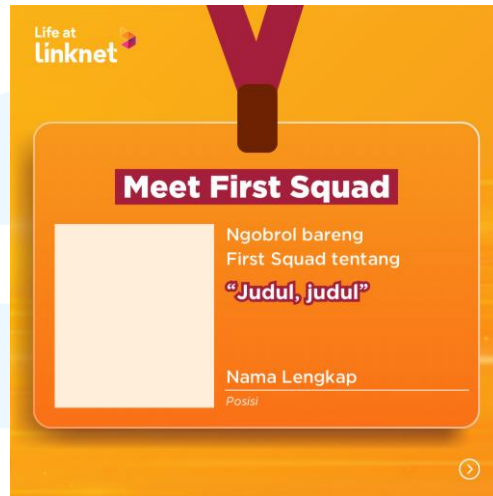 Life at
linknet
Meet First Squad
Ngobrol bareng
First Squad tentang
“Judul, judul”
Nama Lengkap
Posisi